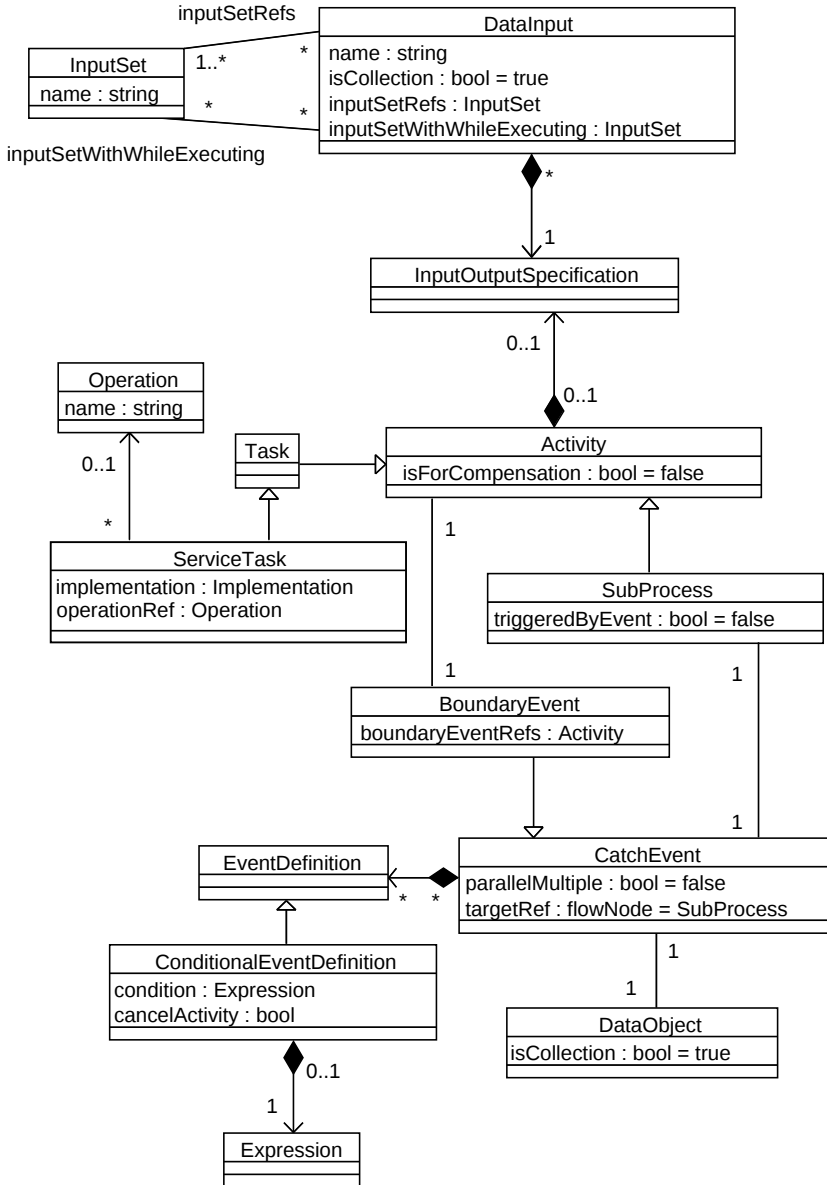 inputSetRefs
DataInput
name : string
isCollection : bool = true
inputSetRefs : InputSet
inputSetWithWhileExecuting : InputSet
InputSet
name : string
1..*
*
*
*
inputSetWithWhileExecuting
*
1
InputOutputSpecification
0..1
0..1
Operation
name : string
0..1
*
Task
Activity
isForCompensation : bool = false
1
ServiceTask
implementation : Implementation
operationRef : Operation
SubProcess
triggeredByEvent : bool = false
1
1
BoundaryEvent
boundaryEventRefs : Activity
1
EventDefinition
*
*
CatchEvent
parallelMultiple : bool = false
targetRef : flowNode = SubProcess
1
1
ConditionalEventDefinition
condition : Expression
cancelActivity : bool
DataObject
isCollection : bool = true
0..1
1
Expression